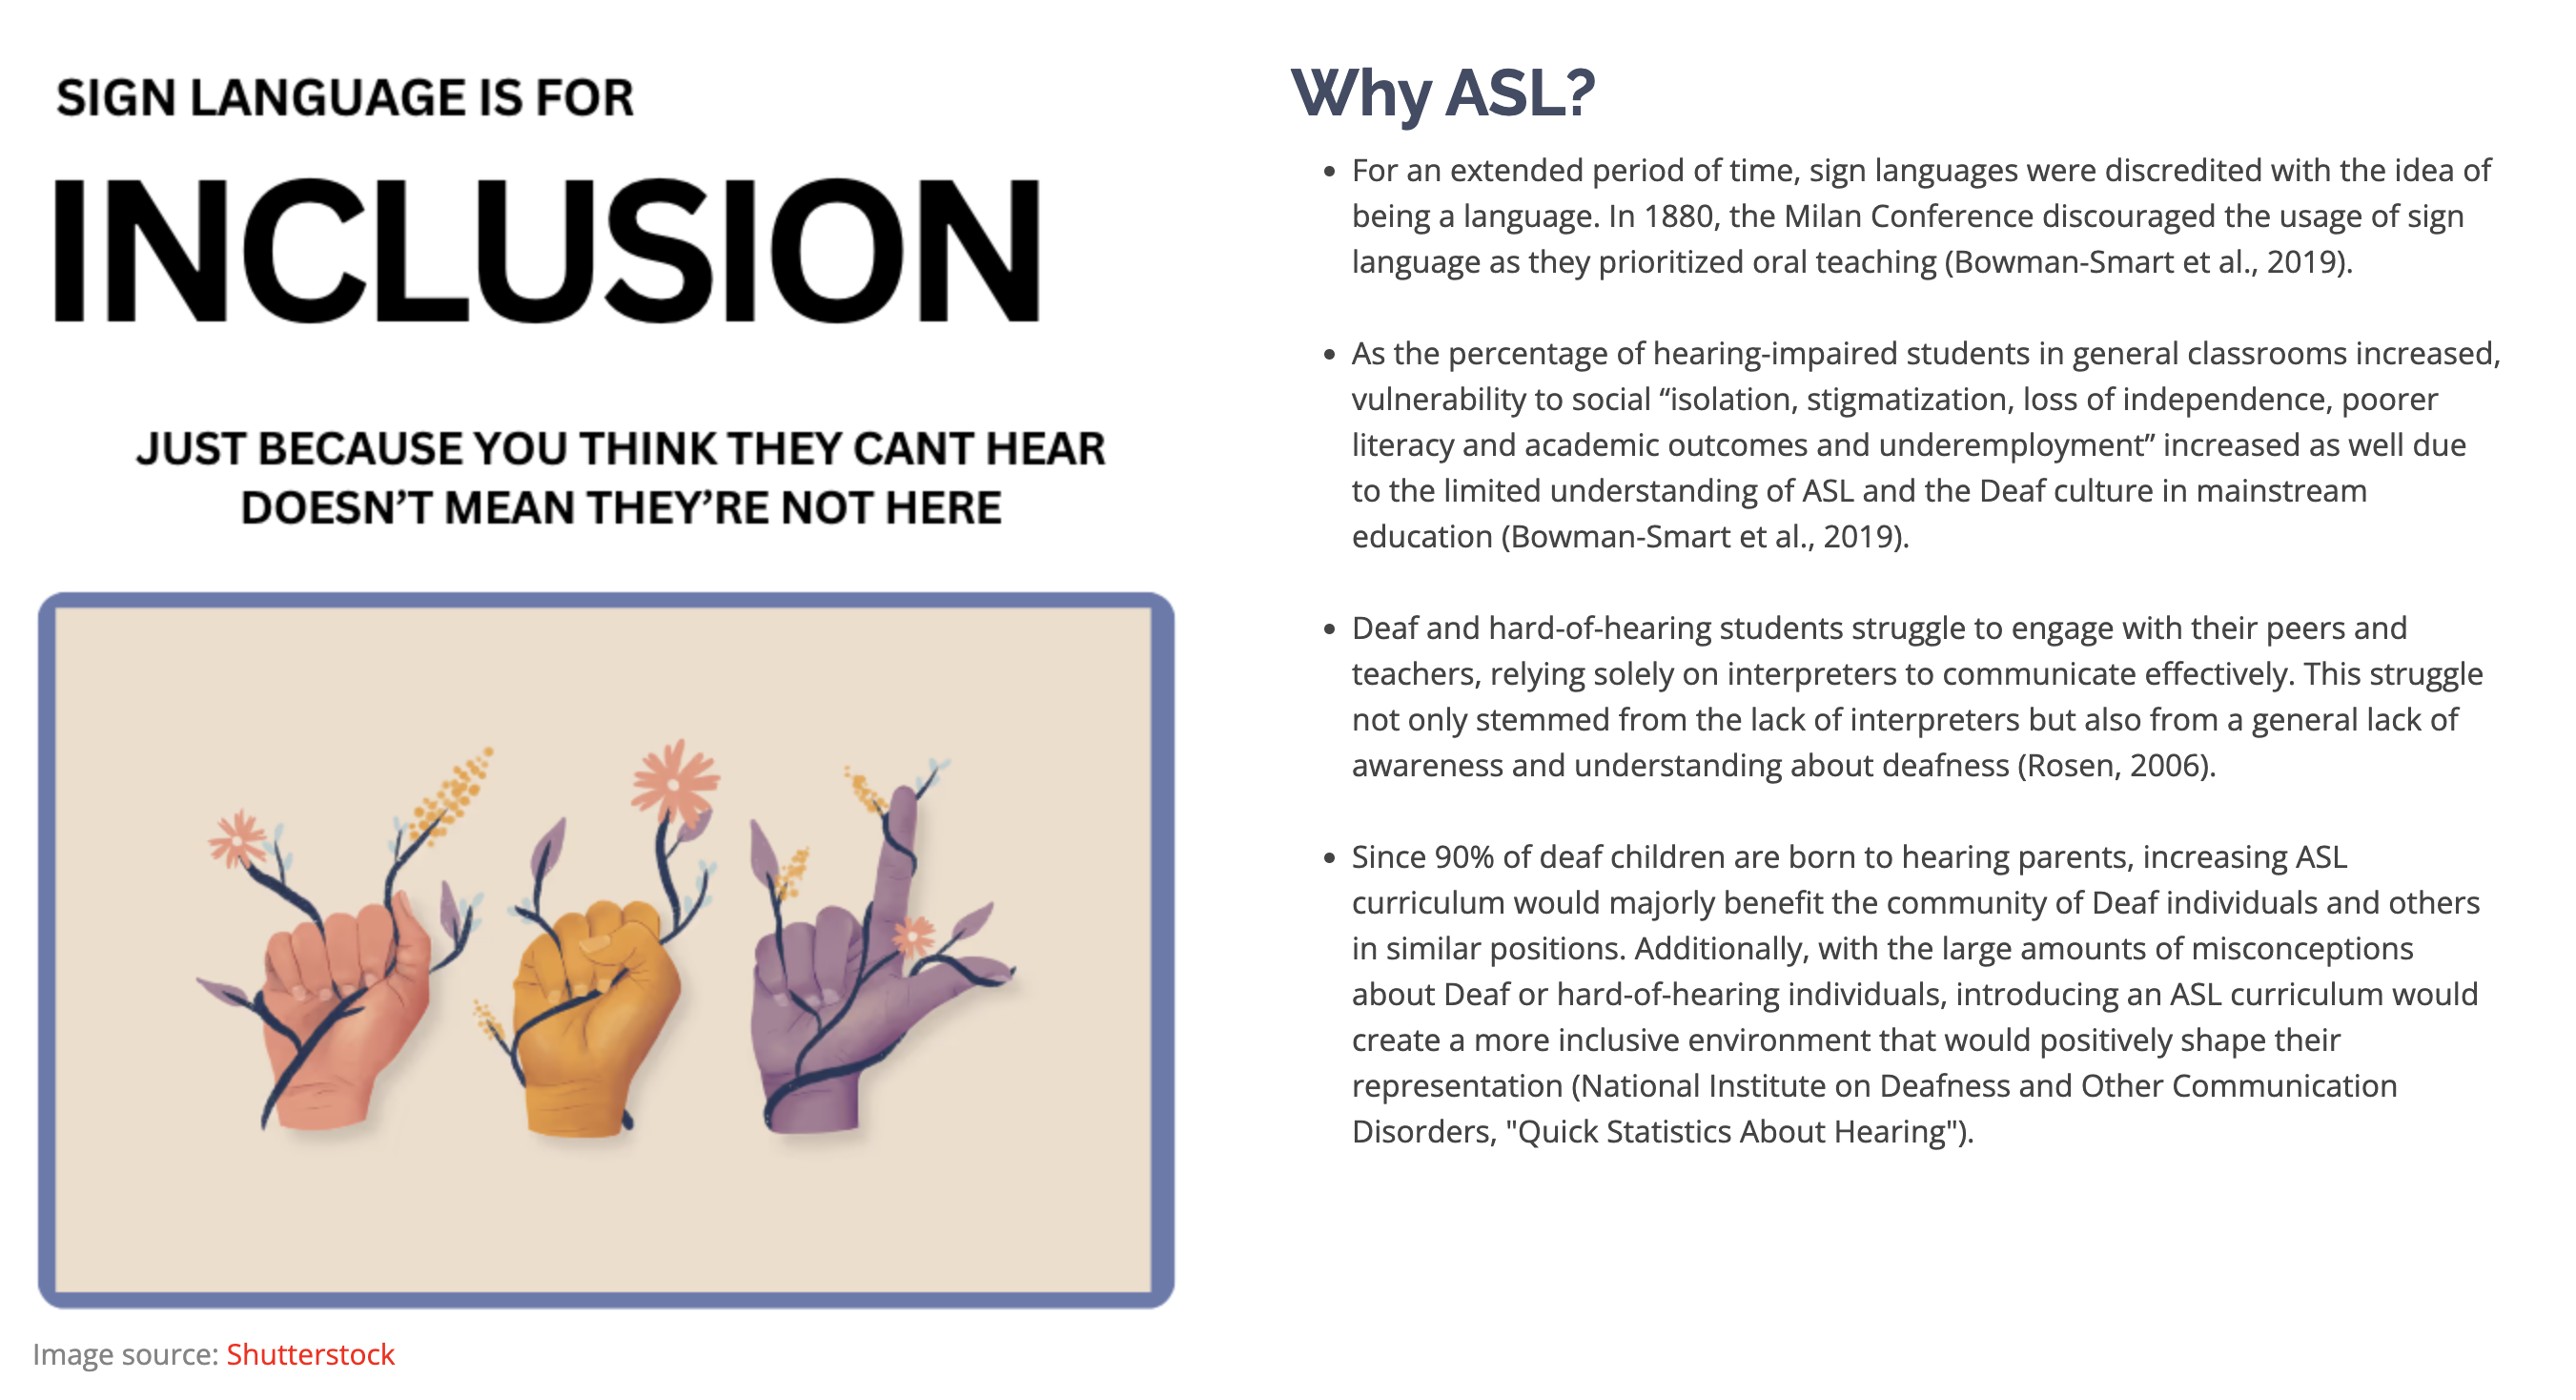 SIGN LANGUAGE IS FOR
INCLUSION
JUST BECAUSE YOU THINK THEY CANT HEAR
DOESN’T MEAN THEY’RE NOT HERE
Image source: Shutterstock
Why ASL?
• For an extended period of time, sign languages were discredited with the idea of
being a language. In 1880, the Milan Conference discouraged the usage of sign
language as they prioritized oral teaching (Bowman-Smart et al., 2019).
• As the percentage of hearing-impaired students in general classrooms increased,
vulnerability to social “isolation, stigmatization, loss of independence, poorer
literacy and academic outcomes and underemployment” increased as well due
to the limited understanding of ASL and the Deaf culture in mainstream
education (Bowman-Smart et al., 2019).
• Deaf and hard-of-hearing students struggle to engage with their peers and
teachers, relying solely on interpreters to communicate effectively. This struggle
not only stemmed from the lack of interpreters but also from a general lack of
awareness and understanding about deafness (Rosen, 2006).
• Since 90% of deaf children are born to hearing parents, increasing ASL
curriculum would majorly benefit the community of Deaf individuals and others
in similar positions. Additionally, with the large amounts of misconceptions
about Deaf or hard-of-hearing individuals, introducing an ASL curriculum would
create a more inclusive environment that would positively shape their
representation (National Institute on Deafness and Other Communication
Disorders, "Quick Statistics About Hearing").